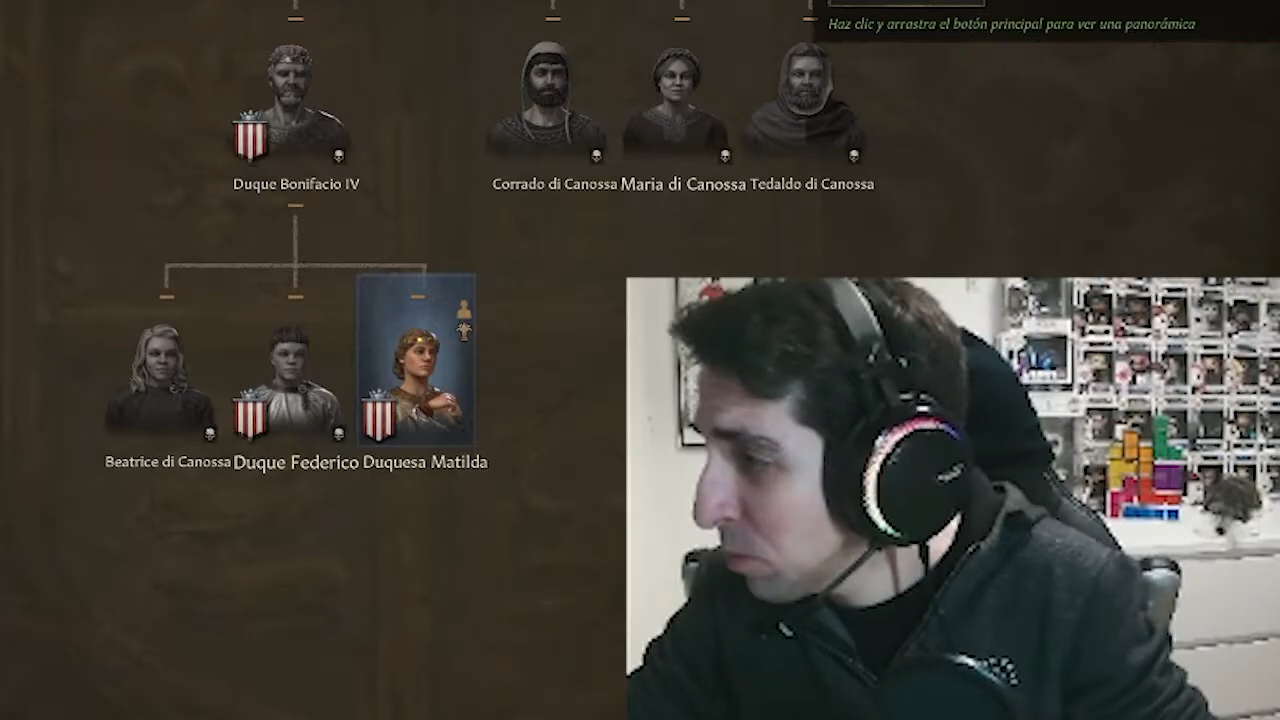 Haz clic y arrastra el botón principal para ver una panorámica
Duque Bonifacio IV
Corrado di Canossa
Maria di Canossa
Tedaldo di Canossa
Beatrice di Canossa
Duque Federico
Duquesa Matilda